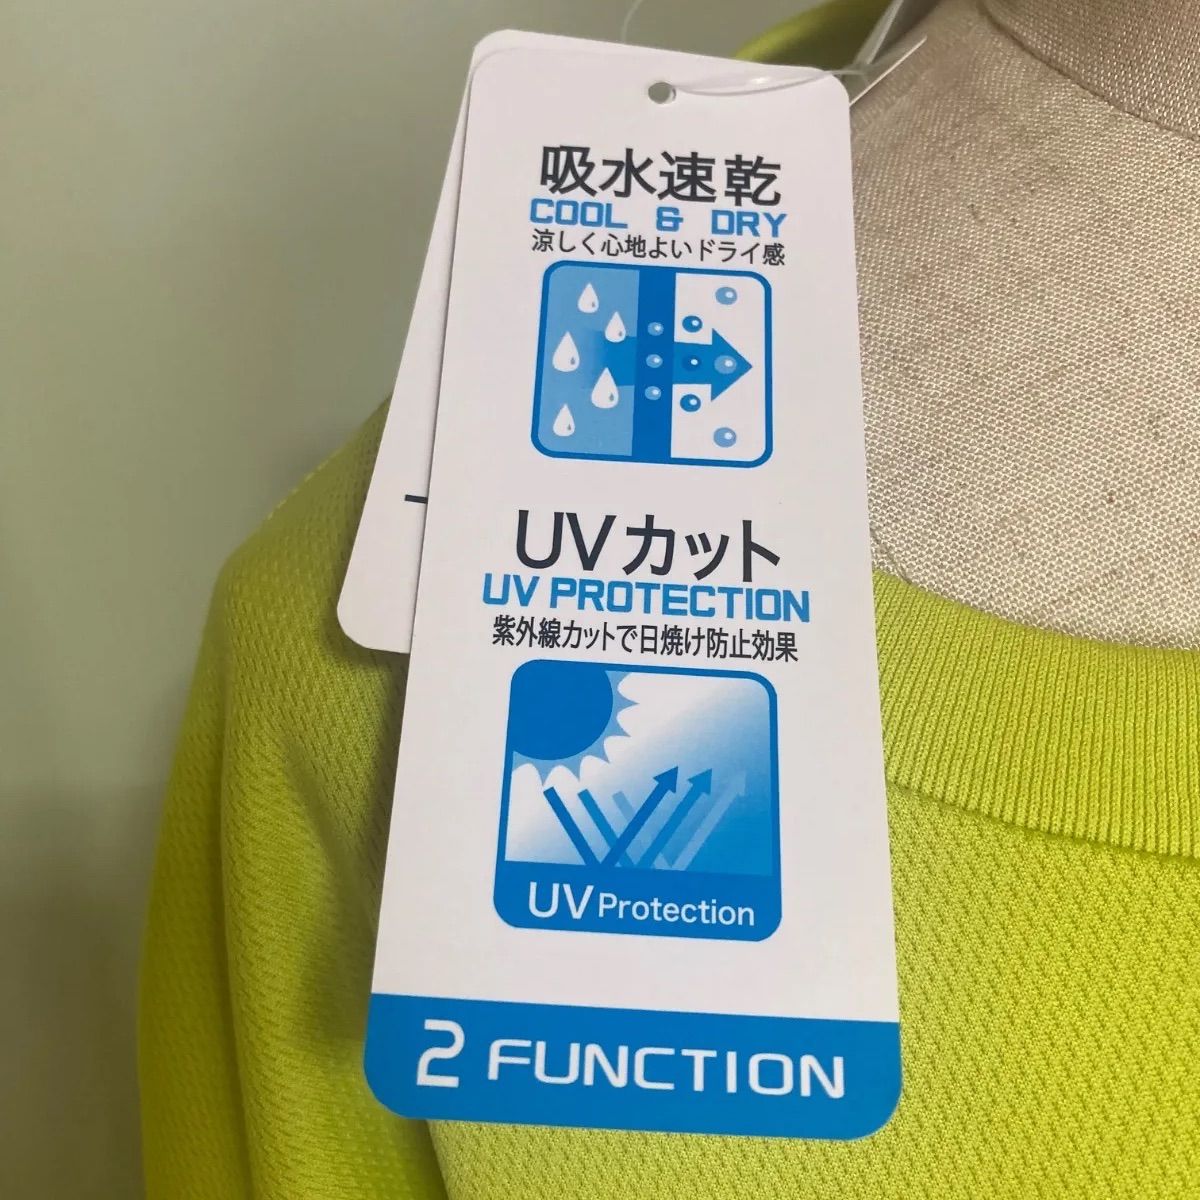 吸水速乾
COOL & DRY
涼しく心地よいドライ感
UVカット
UV PROTECTION
紫外線カットで日焼け防止効果
UV Protection
2 FUNCTION